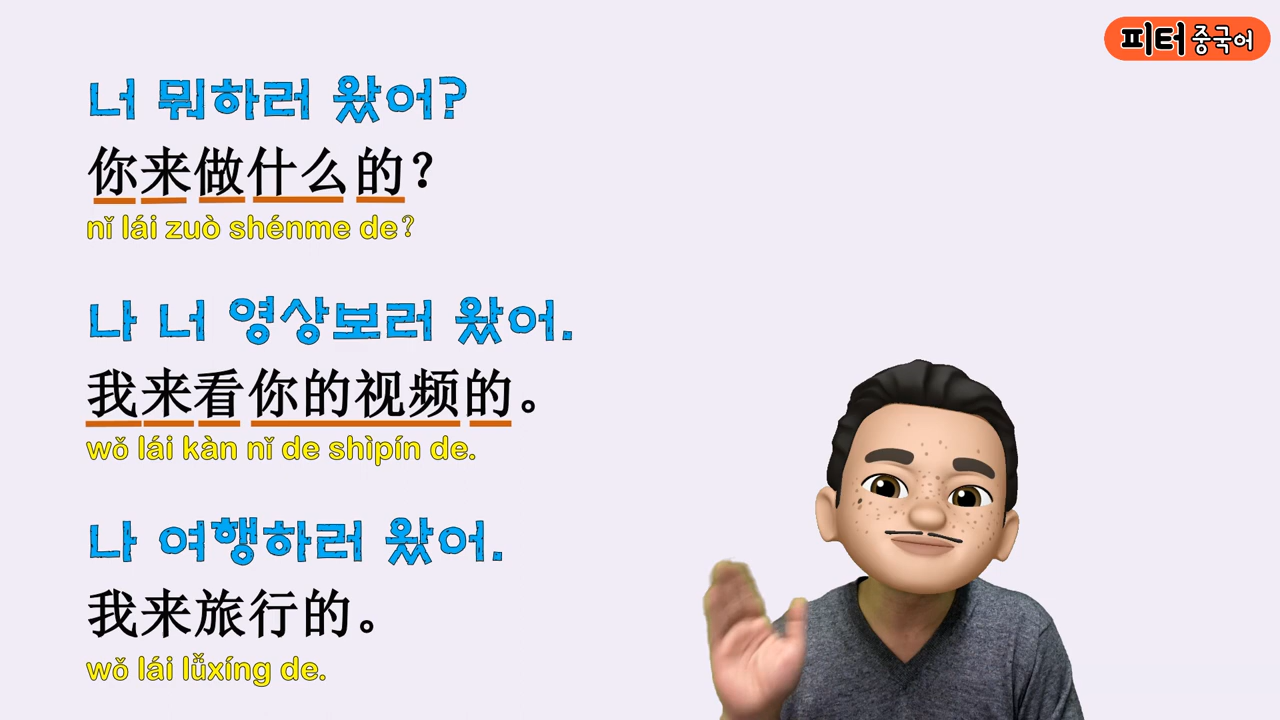 피터 중국어
너 뭐하러 왔어?
你来做什么的？
nǐ lái zuò shénme de？
나 너 영상보러 왔어.
我来看你的视频的。
wǒ lái kàn nǐ de shìpín de.
나 여행하러 왔어.
我来旅行的。
wǒ lái lǚxíng de.